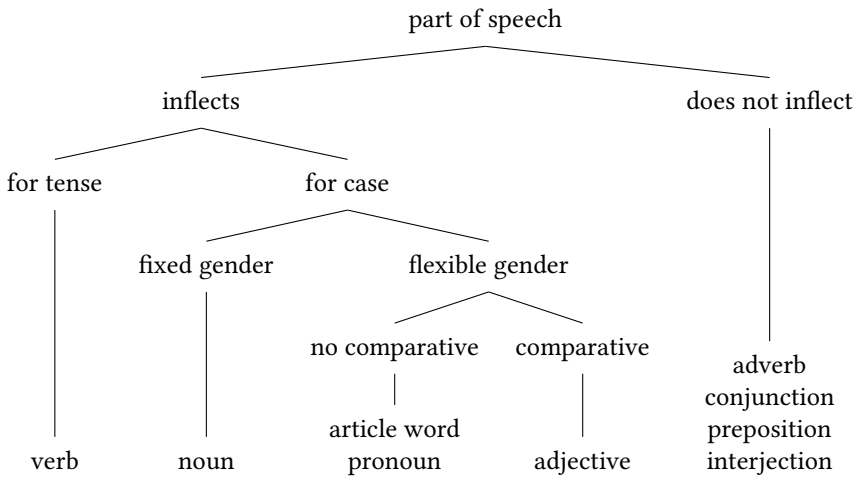 part of speech
inflects
does not inflect
for tense
for case
fixed gender
flexible gender
no comparative
comparative
verb
noun
article word
pronoun
adjective
adverb
conjunction
preposition
interjection